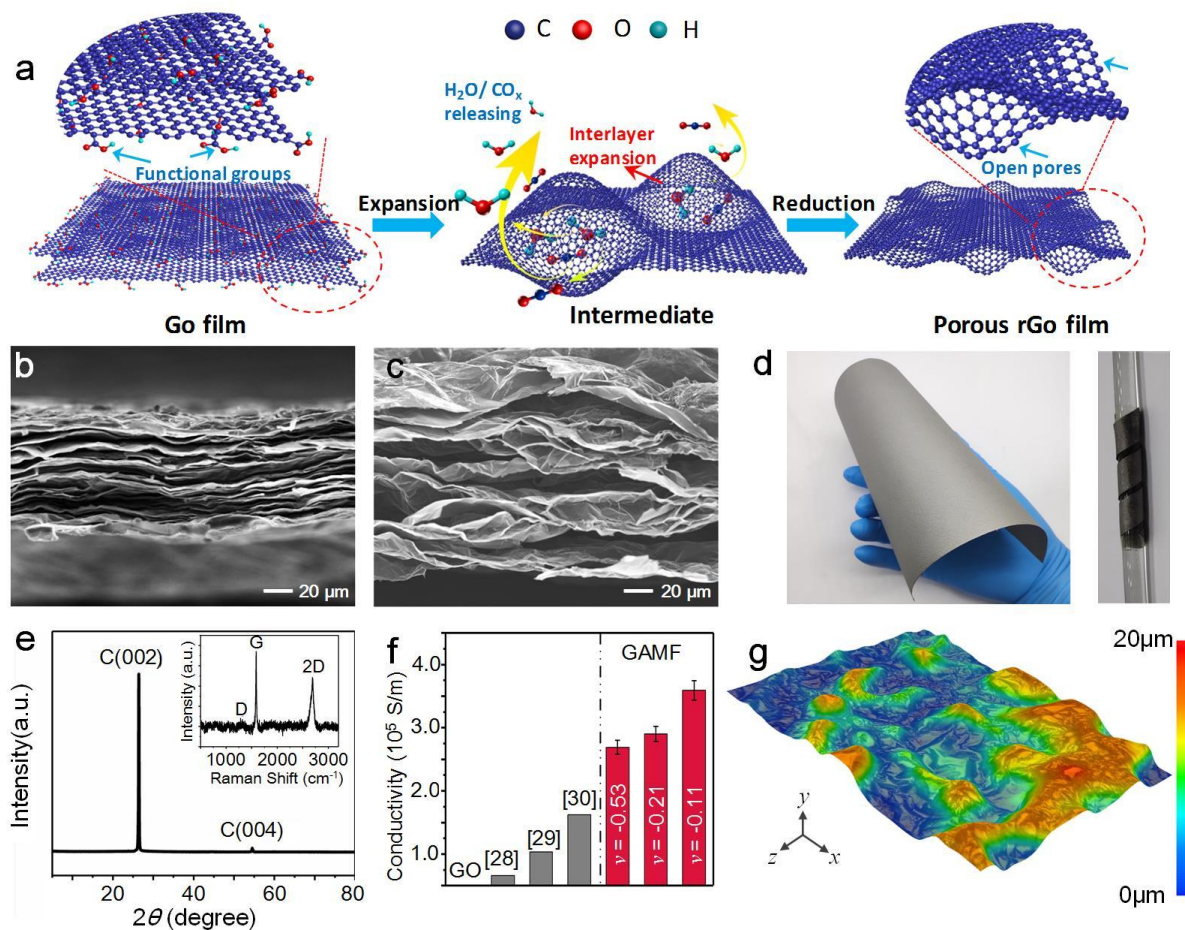 C O H
a
H₂O/ COₓ
releasing
Interlayer
expansion
Functional groups
Open pores
Expansion
Reduction
Go film
Intermediate
Porous rGo film
b
20 μm
c
20 μm
d
e
Intensity(a.u.)
C(002)
C(004)
20 40 60 80
2θ (degree)
Intensity (a.u.)
D
G
2D
1000 2000 3000
Raman Shift (cm⁻¹)
f
Conductivity (10⁵ S/m)
4.0
3.0
2.0
1.0
GAMF
GO
[28]
[29]
[30]
ν = -0.53
ν = -0.21
ν = -0.11
g
20μm
0μm
y
z
x